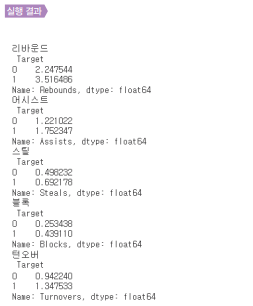 실행 결과
리바운드
Target
0 2.247544
1 3.516486
Name: Rebounds, dtype: float64
어시스트
Target
0 1.221022
1 1.752347
Name: Assists, dtype: float64
스틸
Target
0 0.498232
1 0.692178
Name: Steals, dtype: float64
블록
Target
0 0.253438
1 0.439110
Name: Blocks, dtype: float64
턴오버
Target
0 0.942240
1 1.347533
Name: Turnovers, dtype: float64